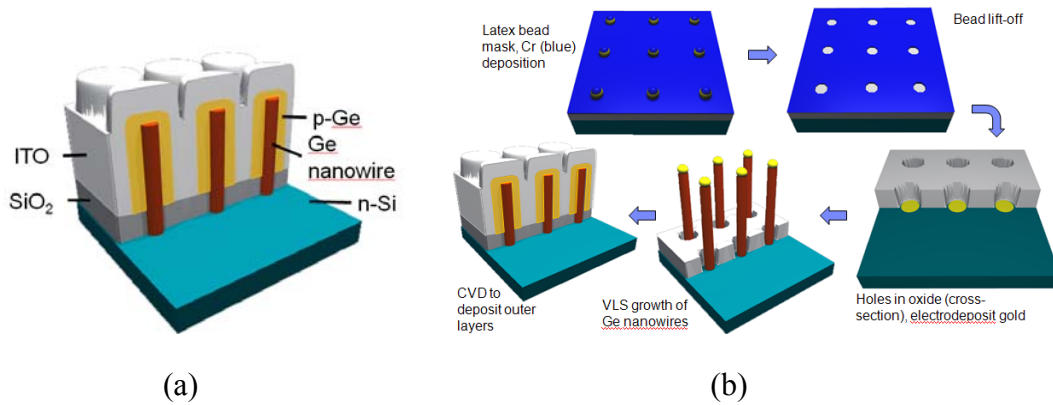 p-Ge
Ge
nanowire
ITO
SiO₂
n-Si
(a)
Latex bead
mask, Cr (blue)
deposition
Bead lift-off
Holes in oxide (cross-
section), electrodeposit gold
VLS growth of
Ge nanowires
CVD to
deposit outer
layers
(b)